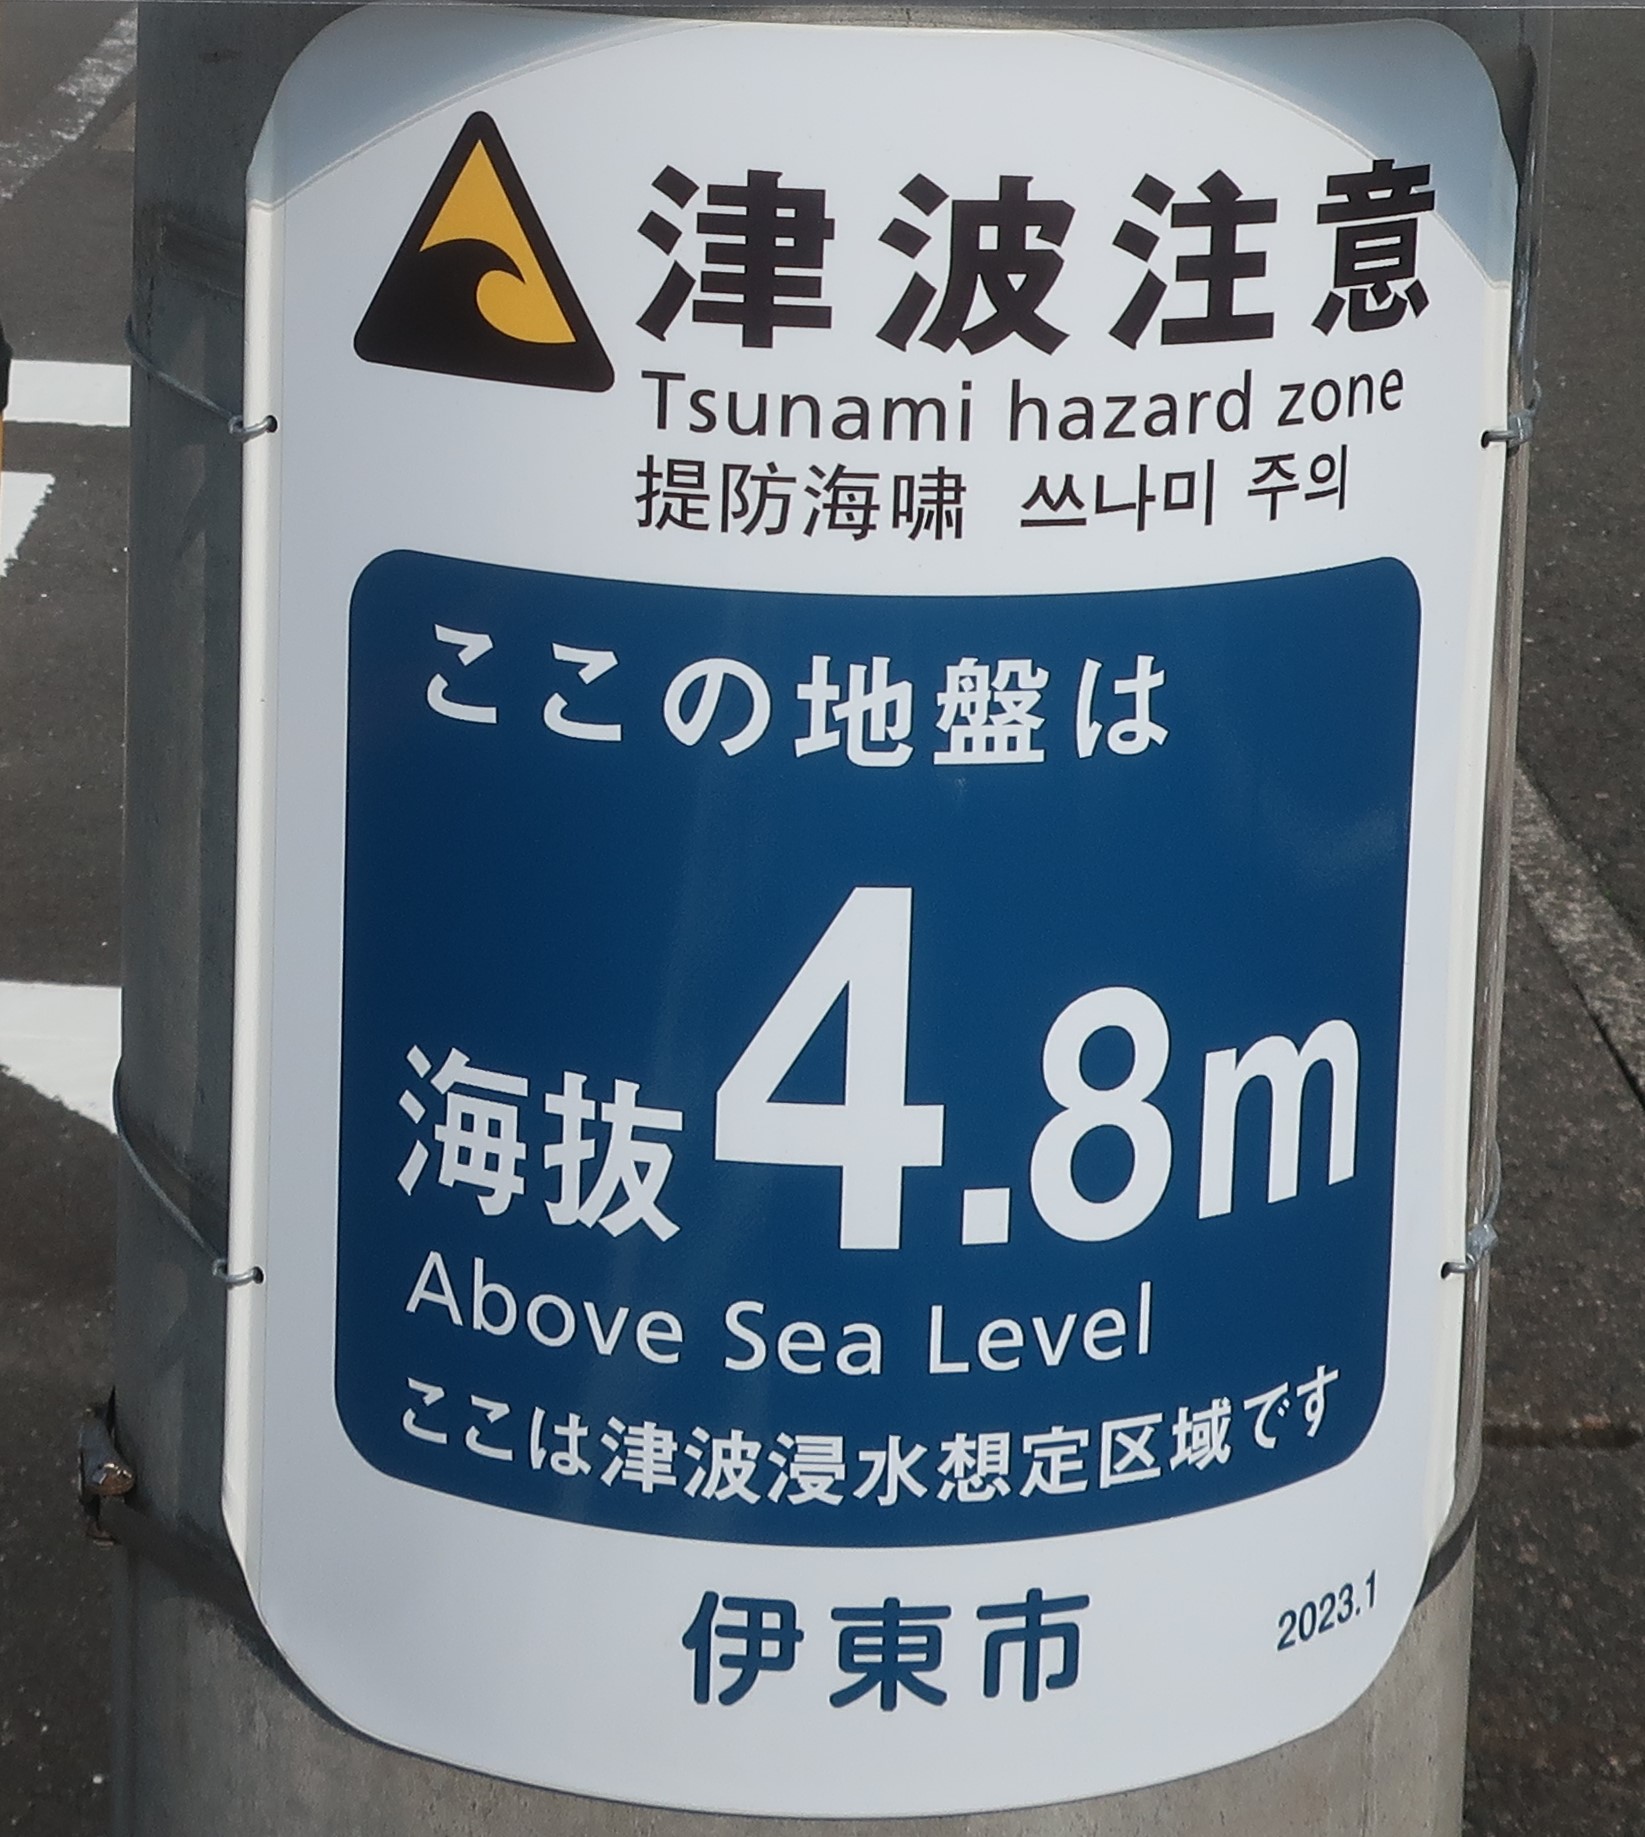 津波注意
Tsunami hazard zone
提防海啸 쓰나미 주의
ここの地盤は
海抜4.8m
Above Sea Level
ここは津波浸水想定区域です
伊東市
2023.1